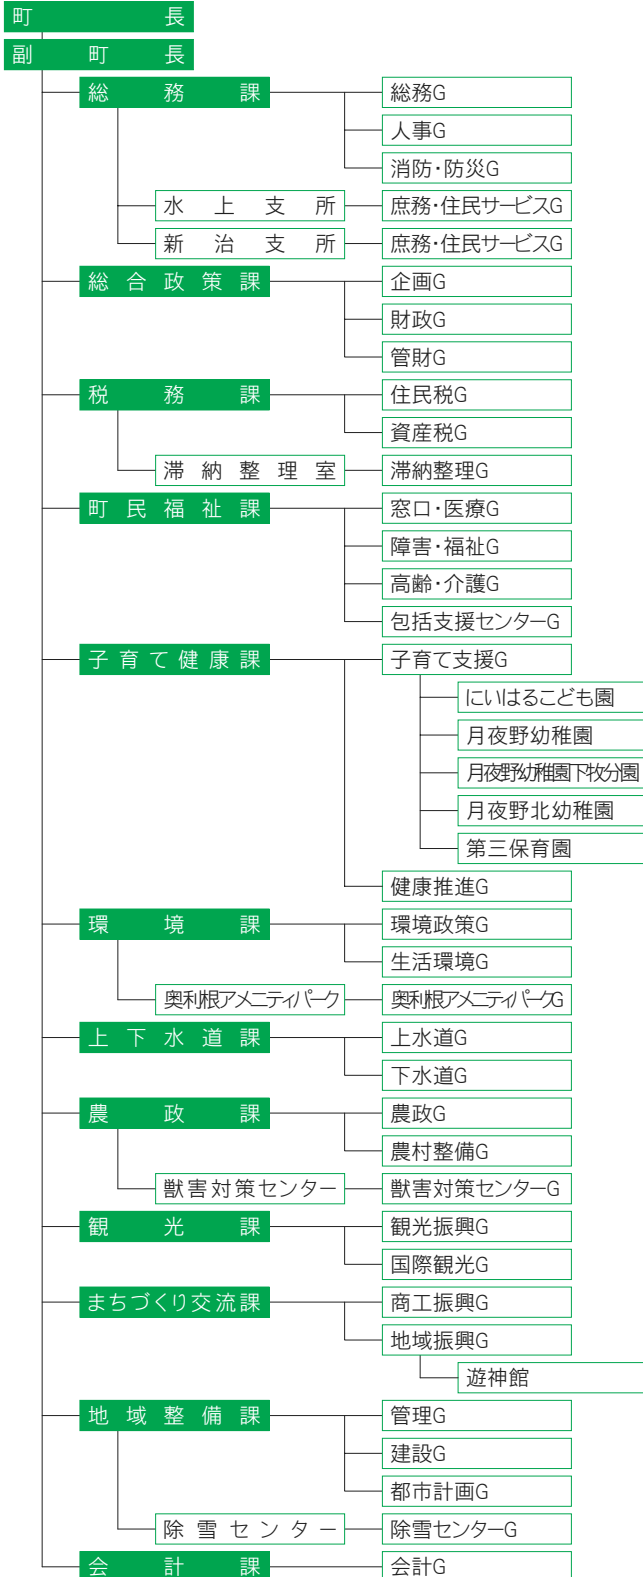 町長
副町長
総務課 総務G
人事G
消防・防災G
水上支所 庶務・住民サービスG
新治支所 庶務・住民サービスG
総合政策課 企画G
財政G
管財G
税務課 住民税G
資産税G
滞納整理室 滞納整理G
町民福祉課 窓口・医療G
障害・福祉G
高齢・介護G
包括支援センターG
子育て健康課 子育て支援G
にいはるこども園
月夜野幼稚園
月夜野幼稚園下牧分園
月夜野北幼稚園
第三保育園
健康推進G
環境課 環境政策G
生活環境G
奥利根アメニティパーク 奥利根アメニティパークG
上下水道課 上水道G
下水道G
農政課 農政G
農村整備G
獣害対策センター 獣害対策センターG
観光課 観光振興G
国際観光G
まちづくり交流課 商工振興G
地域振興G
遊神館
地域整備課 管理G
建設G
都市計画G
除雪センター 除雪センターG
会計課 会計G